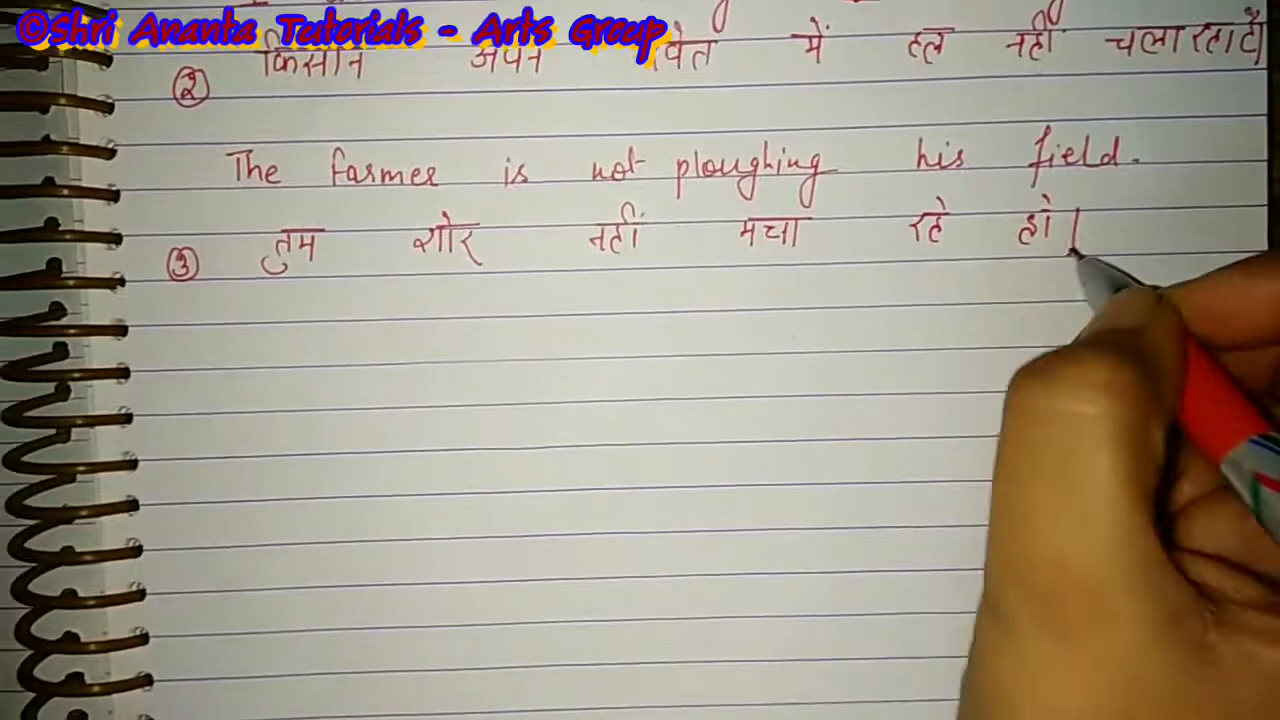 ©Shri Ananta Tutorials - Arts Group
② किसान अपने खेत में हल नहीं चला रहा है
The farmer is not ploughing his field.
③ तुम शोर नहीं मचा रहे हो।